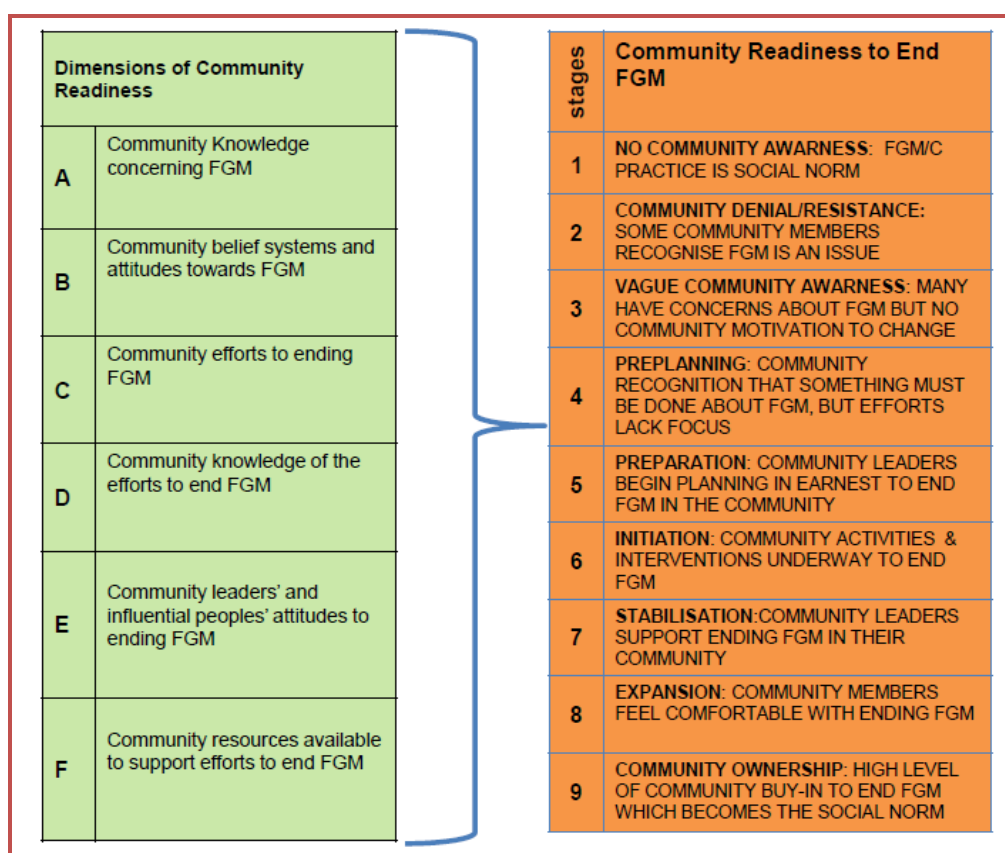 Dimensions of Community
Readiness
A
Community Knowledge
concerning FGM
B
Community belief systems and
attitudes towards FGM
C
Community efforts to ending
FGM
D
Community knowledge of the
efforts to end FGM
E
Community leaders’ and
influential peoples’ attitudes to
ending FGM
F
Community resources available
to support efforts to end FGM
stages
Community Readiness to End
FGM
1
NO COMMUNITY AWARNESS: FGM/C
PRACTICE IS SOCIAL NORM
2
COMMUNITY DENIAL/RESISTANCE:
SOME COMMUNITY MEMBERS
RECOGNISE FGM IS AN ISSUE
3
VAGUE COMMUNITY AWARNESS: MANY
HAVE CONCERNS ABOUT FGM BUT NO
COMMUNITY MOTIVATION TO CHANGE
4
PREPLANNING: COMMUNITY
RECOGNITION THAT SOMETHING MUST
BE DONE ABOUT FGM, BUT EFFORTS
LACK FOCUS
5
PREPARATION: COMMUNITY LEADERS
BEGIN PLANNING IN EARNEST TO END
FGM IN THE COMMUNITY
6
INITIATION: COMMUNITY ACTIVITIES &
INTERVENTIONS UNDERWAY TO END
FGM
7
STABILISATION:COMMUNITY LEADERS
SUPPORT ENDING FGM IN THEIR
COMMUNITY
8
EXPANSION: COMMUNITY MEMBERS
FEEL COMFORTABLE WITH ENDING FGM
9
COMMUNITY OWNERSHIP: HIGH LEVEL
OF COMMUNITY BUY-IN TO END FGM
WHICH BECOMES THE SOCIAL NORM